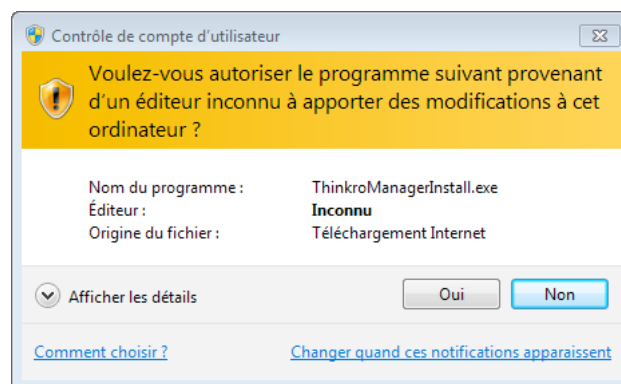 Contrôle de compte d'utilisateur
Voulez-vous autoriser le programme suivant provenant
d'un éditeur inconnu à apporter des modifications à cet
ordinateur ?
Nom du programme : ThinkroManagerInstall.exe
Éditeur : Inconnu
Origine du fichier : Téléchargement Internet
Afficher les détails Oui Non
Comment choisir ? Changer quand ces notifications apparaissent